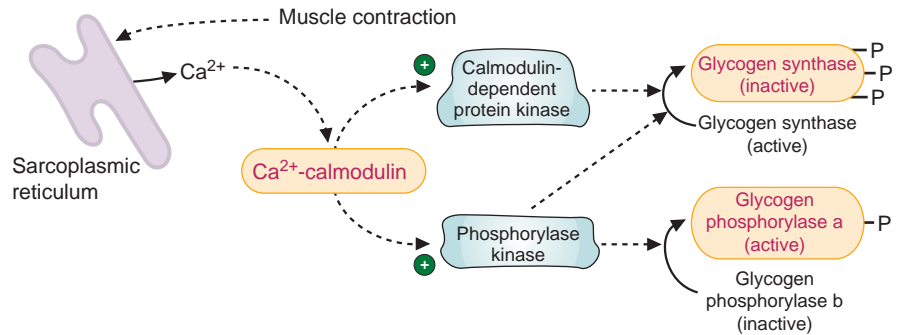 Muscle contraction
Ca²⁺
Sarcoplasmic
reticulum
Ca²⁺-calmodulin
+
Calmodulin-
dependent
protein kinase
+
Phosphorylase
kinase
Glycogen synthase
(inactive)
P
P
P
Glycogen synthase
(active)
Glycogen
phosphorylase a
(active)
P
Glycogen
phosphorylase b
(inactive)